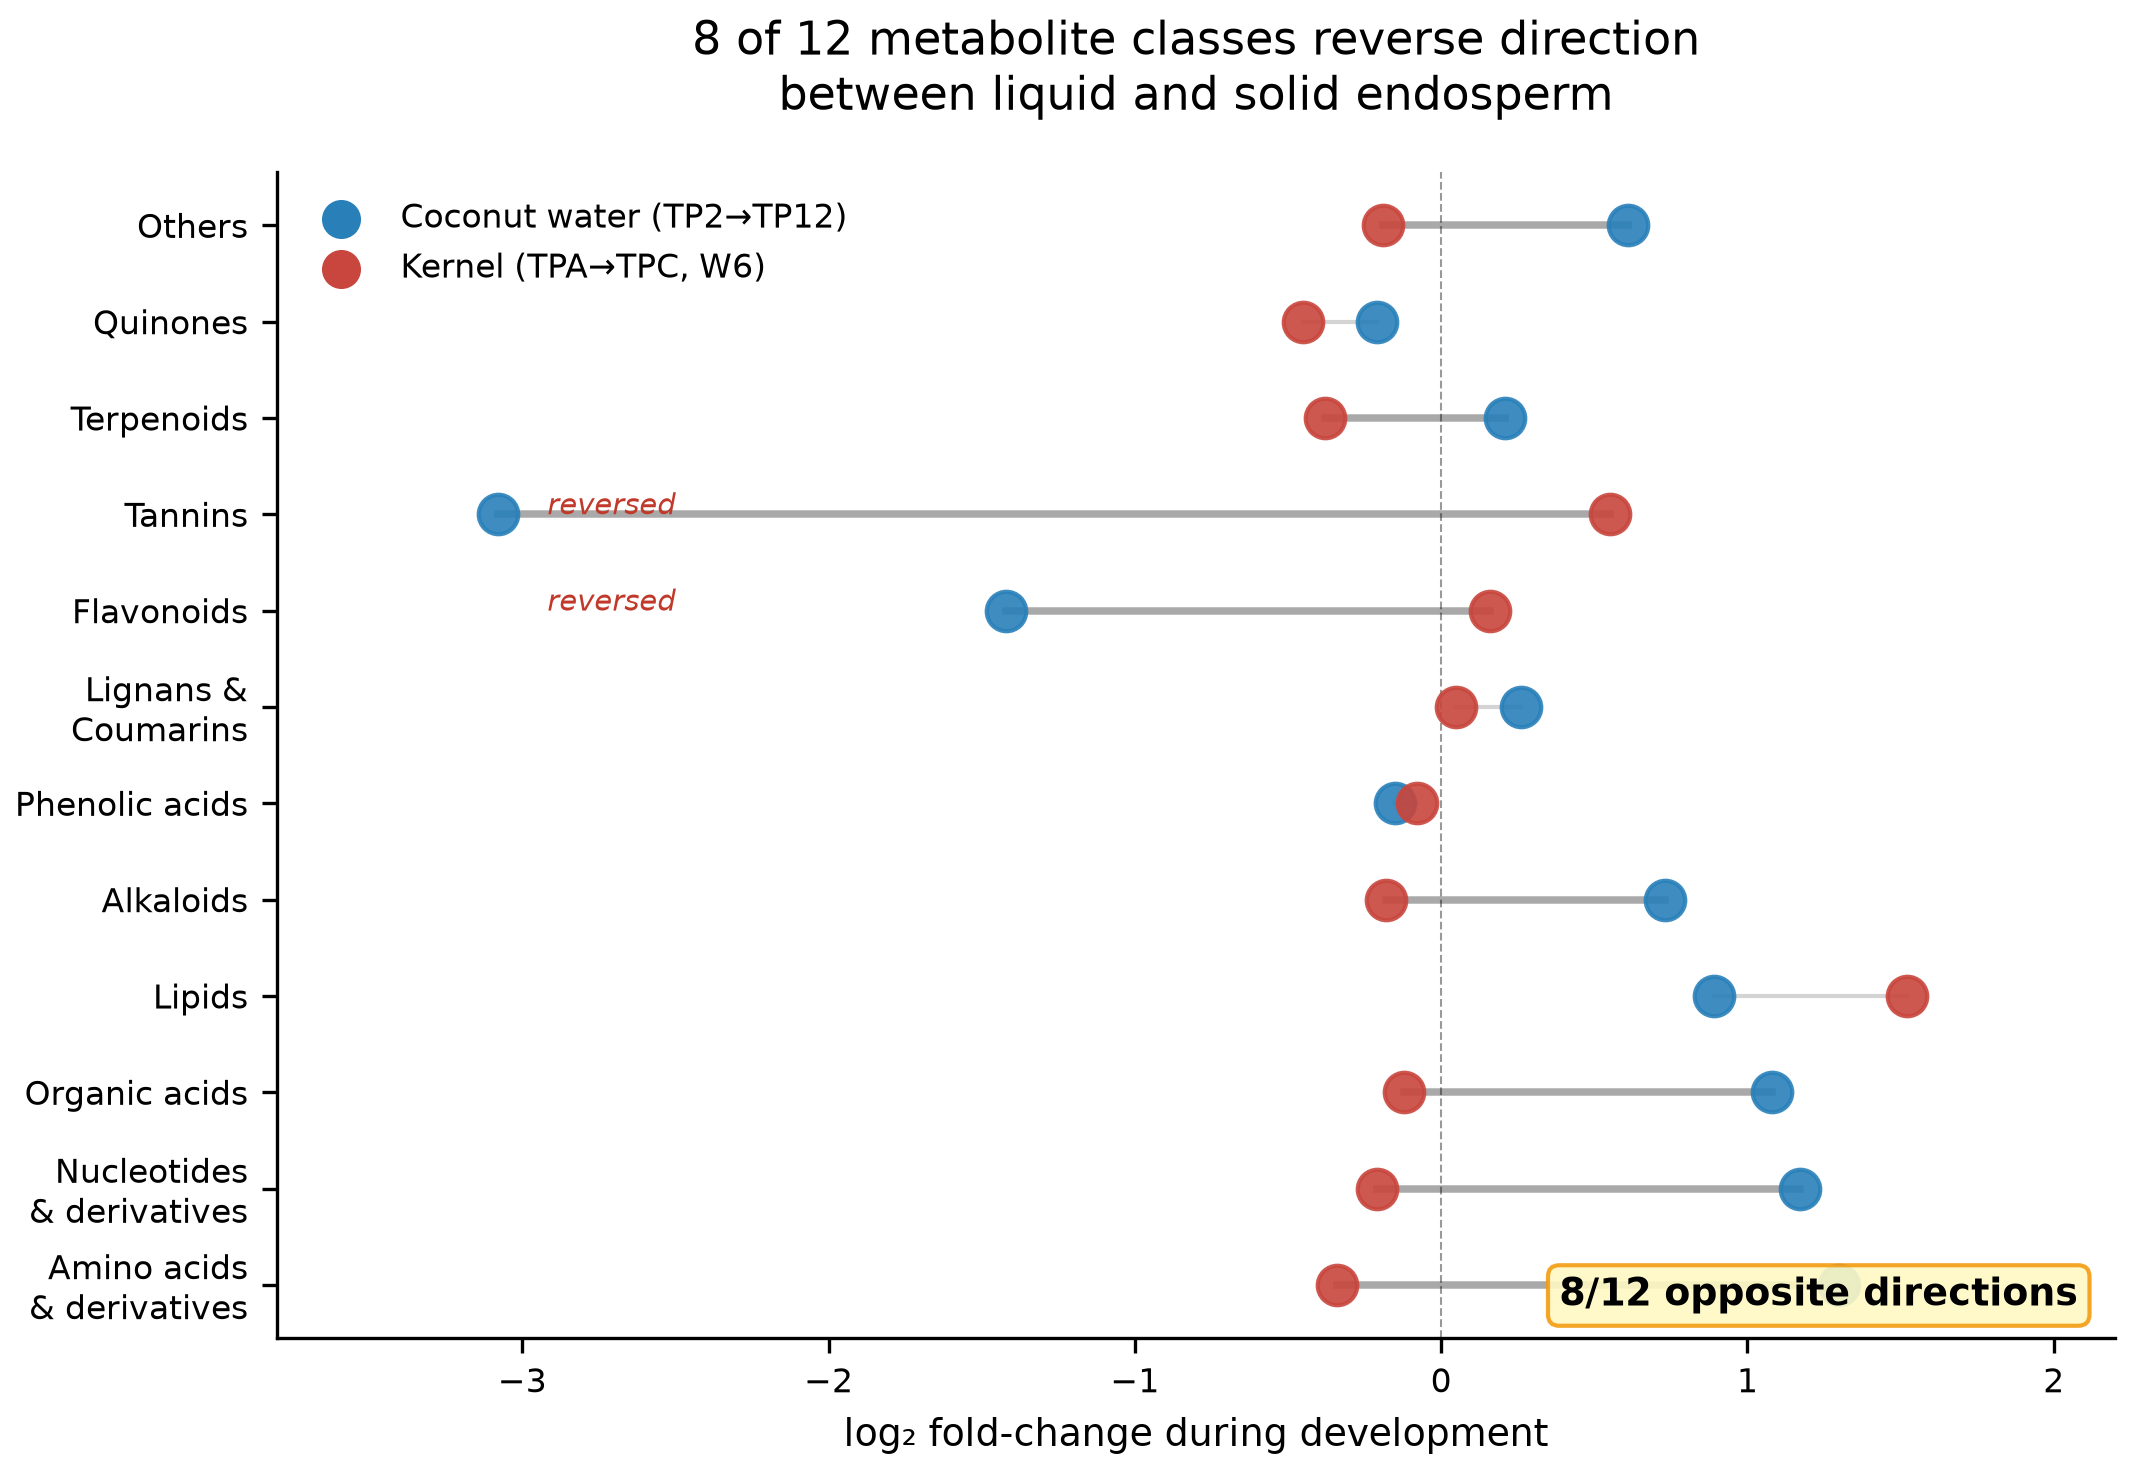 8 of 12 metabolite classes reverse direction
between liquid and solid endosperm
Coconut water (TP2→TP12)
Kernel (TPA→TPC, W6)
Others
Quinones
Terpenoids
Tannins
reversed
Flavonoids
reversed
Lignans &
Coumarins
Phenolic acids
Alkaloids
Lipids
Organic acids
Nucleotides
& derivatives
Amino acids
& derivatives
8/12 opposite directions
−3 −2 −1 0 1 2
log₂ fold-change during development